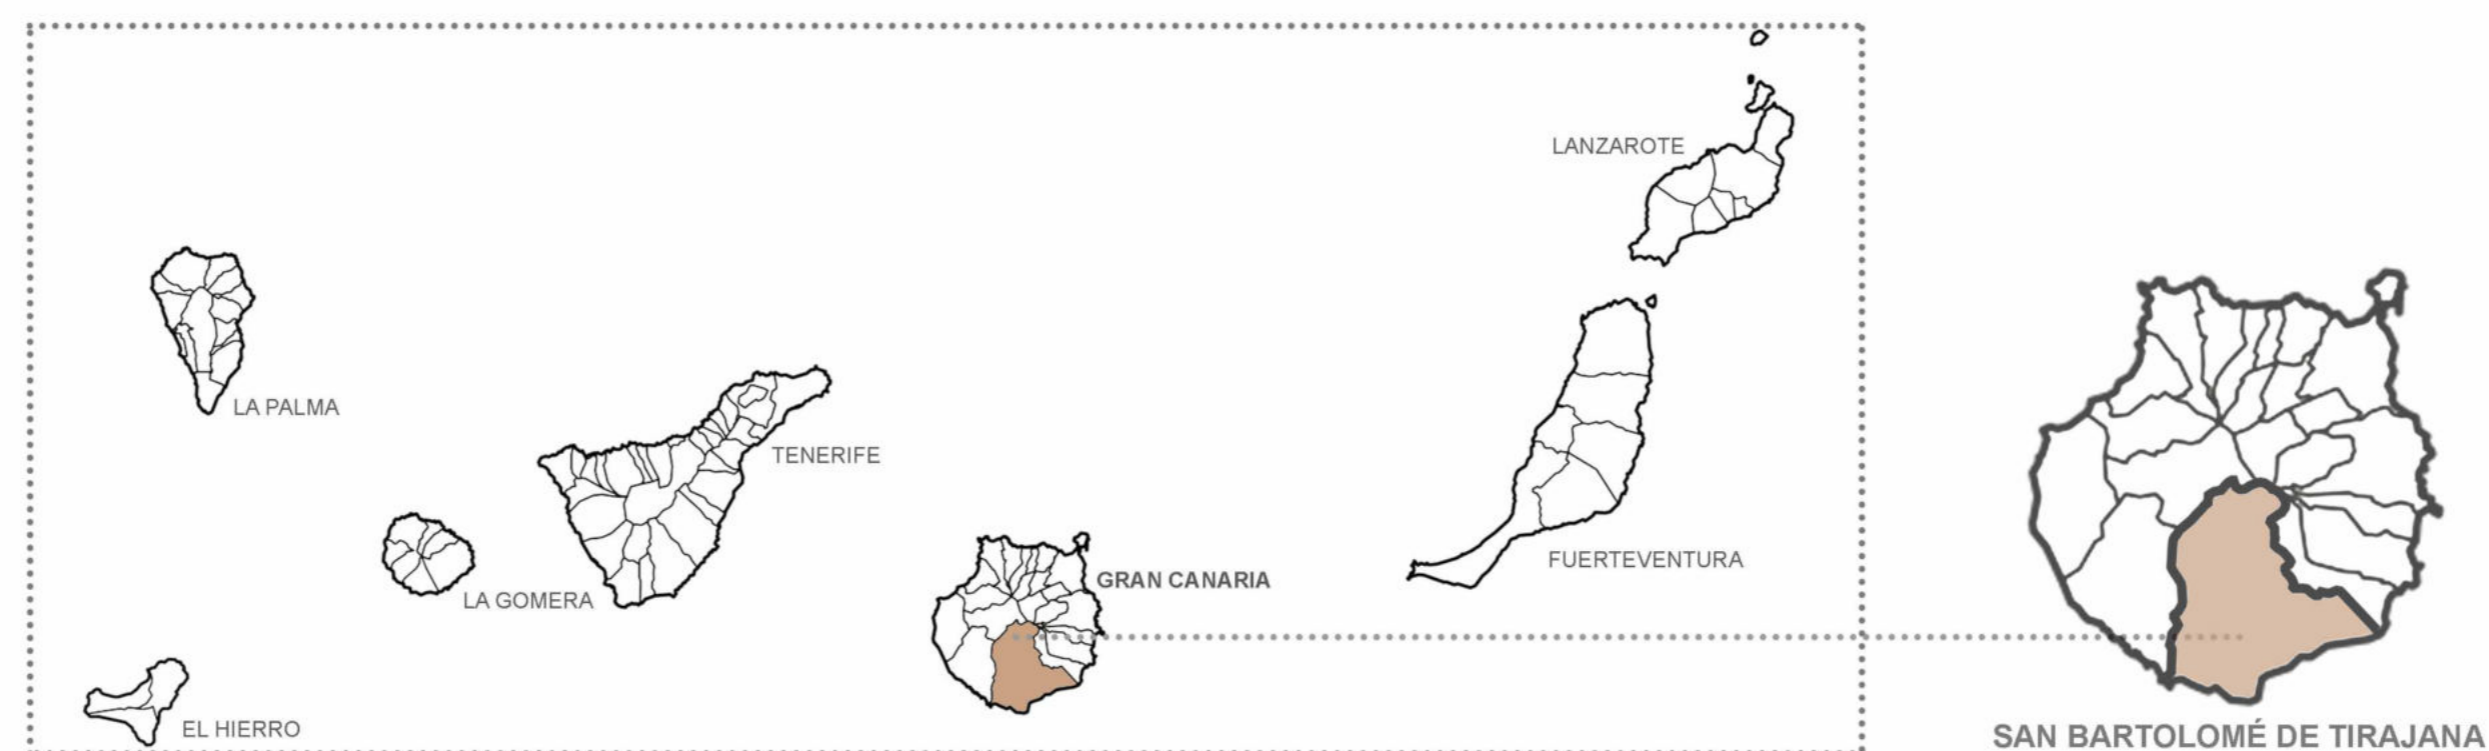 LANZAROTE
LA PALMA
TENERIFE
FUERTEVENTURA
GRAN CANARIA
LA GOMERA
EL HIERRO
SAN BARTOLOMÉ DE TIRAJANA